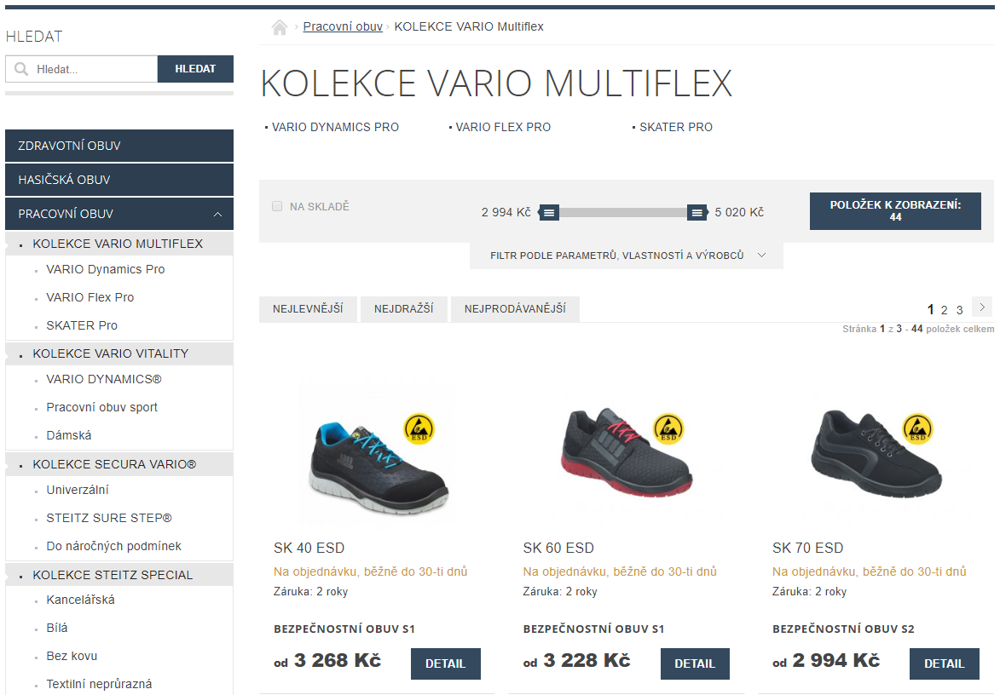 HLEDAT
Hledat...
HLEDAT
ZDRAVOTNÍ OBUV
HASIČSKÁ OBUV
PRACOVNÍ OBUV
KOLEKCE VARIO MULTIFLEX
VARIO Dynamics Pro
VARIO Flex Pro
SKATER Pro
KOLEKCE VARIO VITALITY
VARIO DYNAMICS®
Pracovní obuv sport
Dámská
KOLEKCE SECURA VARIO®
Univerzální
STEITZ SURE STEP®
Do náročných podmínek
KOLEKCE STEITZ SPECIAL
Kancelářská
Bílá
Bez kovu
Textilní neprůrazná
Pracovní obuv › KOLEKCE VARIO Multiflex
KOLEKCE VARIO MULTIFLEX
VARIO DYNAMICS PRO
VARIO FLEX PRO
SKATER PRO
NA SKLADĚ
2 994 Kč
5 020 Kč
POLOŽEK K ZOBRAZENÍ:
44
FILTR PODLE PARAMETRŮ, VLASTNOSTÍ A VÝROBCŮ
NEJLEVNĚJŠÍ
NEJDRAŽŠÍ
NEJPRODÁVANĚJŠÍ
1 2 3
Stránka 1 z 3 - 44 položek celkem
ESD
SK 40 ESD
Na objednávku, běžně do 30-ti dnů
Záruka: 2 roky
BEZPEČNOSTNÍ OBUV S1
od 3 268 Kč
DETAIL
ESD
SK 60 ESD
Na objednávku, běžně do 30-ti dnů
Záruka: 2 roky
BEZPEČNOSTNÍ OBUV S1
od 3 228 Kč
DETAIL
ESD
SK 70 ESD
Na objednávku, běžně do 30-ti dnů
Záruka: 2 roky
BEZPEČNOSTNÍ OBUV S2
od 2 994 Kč
DETAIL